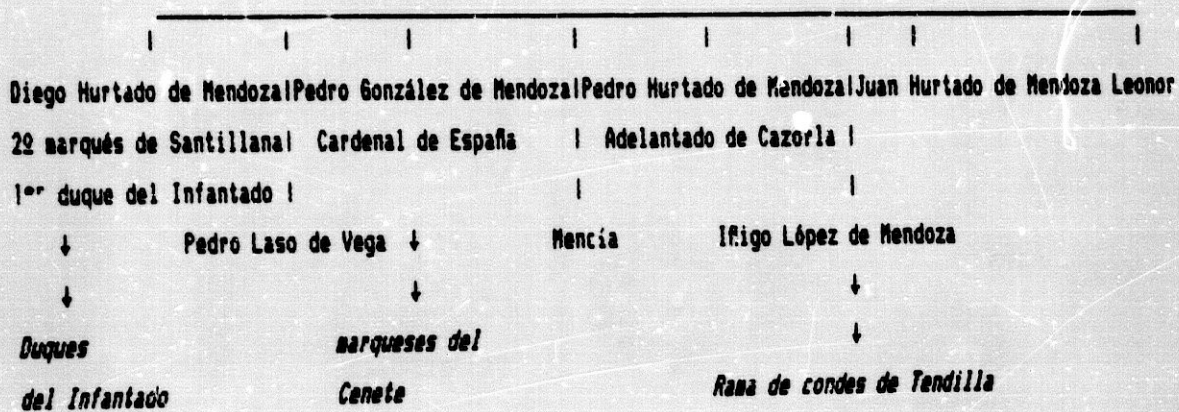 Diego Hurtado de Mendoza|Pedro González de Mendoza|Pedro Hurtado de Mendoza|Juan Hurtado de Mendoza Leonor
2º marqués de Santillana| Cardenal de España | Adelantado de Cazorla |
1er duque del Infantado | | |
↓ Pedro Laso de Vega ↓ Mencía Iñigo López de Mendoza
↓ ↓ ↓
Duques marqueses del ↓
del Infantado Cenete Rama de condes de Tendilla